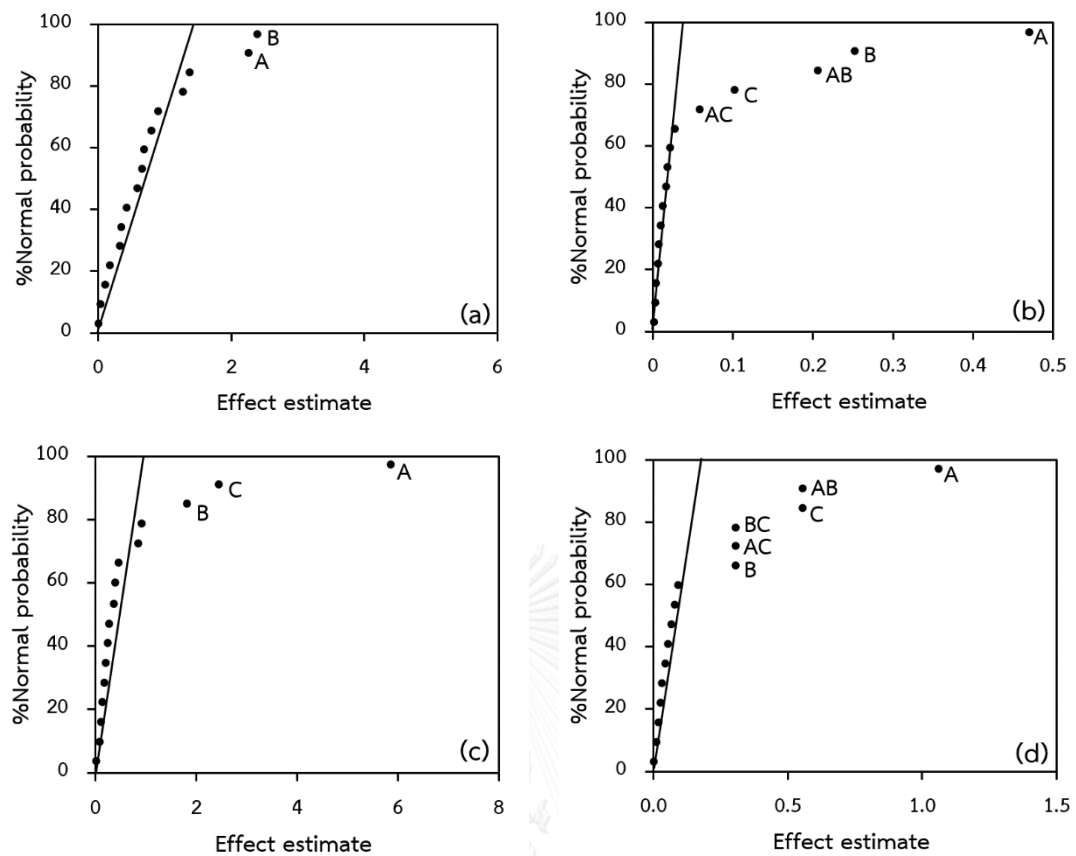 100
80
60
40
20
0
%Normal probability
B
A
(a)
0
2
4
6
Effect estimate
100
80
60
40
20
0
%Normal probability
A
B
AB
C
AC
(b)
0
0.1
0.2
0.3
0.4
0.5
Effect estimate
100
80
60
40
20
0
%Normal probability
A
C
B
(c)
0
2
4
6
8
Effect estimate
100
80
60
40
20
0
%Normal probability
A
AB
C
BC
AC
B
(d)
0.0
0.5
1.0
1.5
Effect estimate